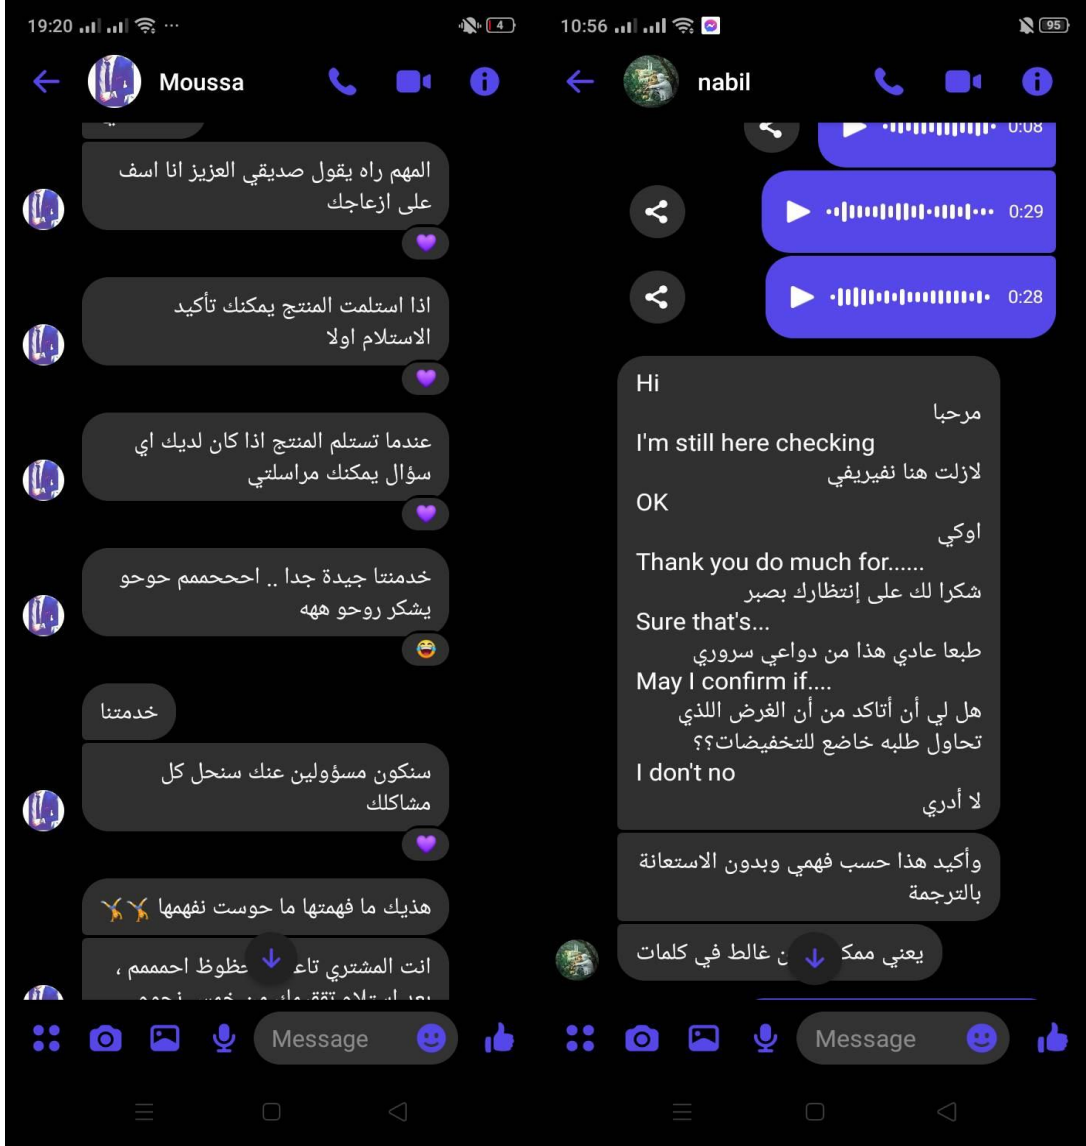 19:20
4
Moussa
المهم راه يقول صديقي العزيز انا اسف
على ازعاجك
اذا استلمت المنتج يمكنك تأكيد
الاستلام اولا
عندما تستلم المنتج اذا كان لديك اي
سؤال يمكنك مراسلتي
خدمنتا جيدة جدا .. احححممم حوحو
يشكر روحو ههه
خدمتنا
سنكون مسؤولين عنك سنحل كل
مشاكلك
هذيك ما فهمتها ما حوست نفهمها
انت المشتري احمممم ،
Message
10:56
95
nabil
0:08
0:29
0:28
Hi
مرحبا
I'm still here checking
لازلت هنا نفيريفي
OK
اوكي
Thank you do much for......
شكرا لك على إنتظارك بصبر
Sure that's...
طبعا عادي هذا من دواعي سروري
May I confirm if....
هل لي أن أتاكد من أن الغرض اللذي
تحاول طلبه خاضع للتخفيضات؟؟
I don't no
لا أدري
وأكيد هذا حسب فهمي وبدون الاستعانة
بالترجمة
يعني غالط في كلمات
Message